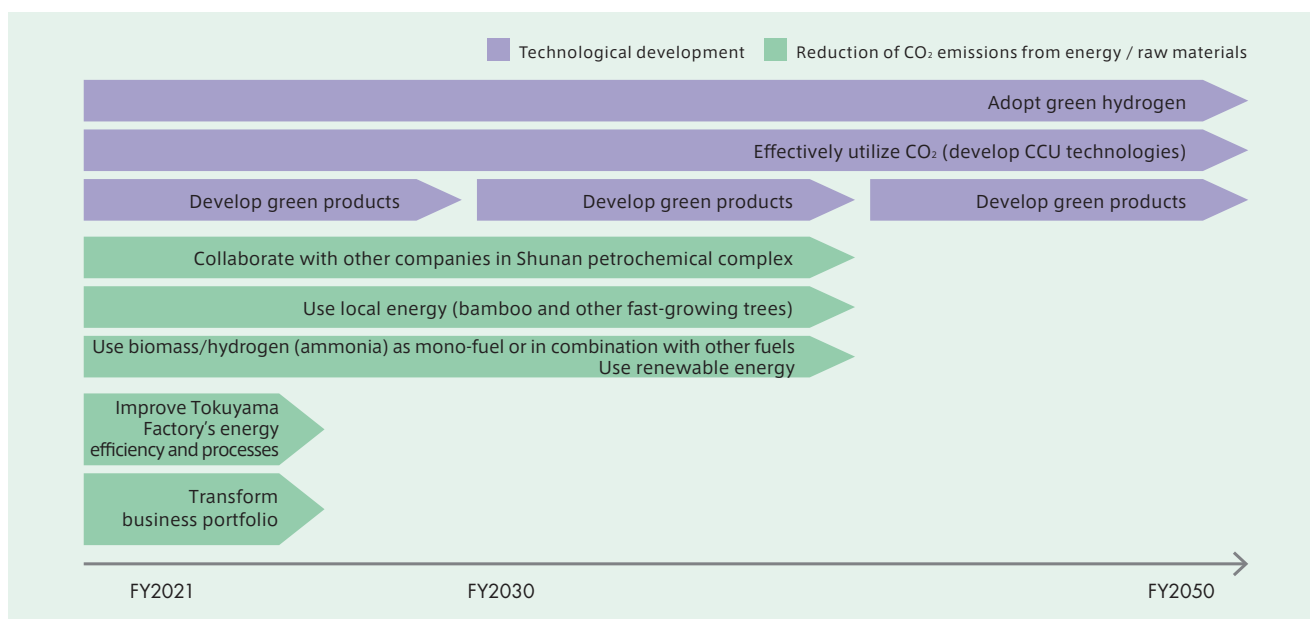 Technological development
Reduction of CO₂ emissions from energy / raw materials
Adopt green hydrogen
Effectively utilize CO₂ (develop CCU technologies)
Develop green products
Develop green products
Develop green products
Collaborate with other companies in Shunan petrochemical complex
Use local energy (bamboo and other fast-growing trees)
Use biomass/hydrogen (ammonia) as mono-fuel or in combination with other fuels
Use renewable energy
Improve Tokuyama
Factory's energy
efficiency and processes
Transform
business portfolio
FY2021
FY2030
FY2050